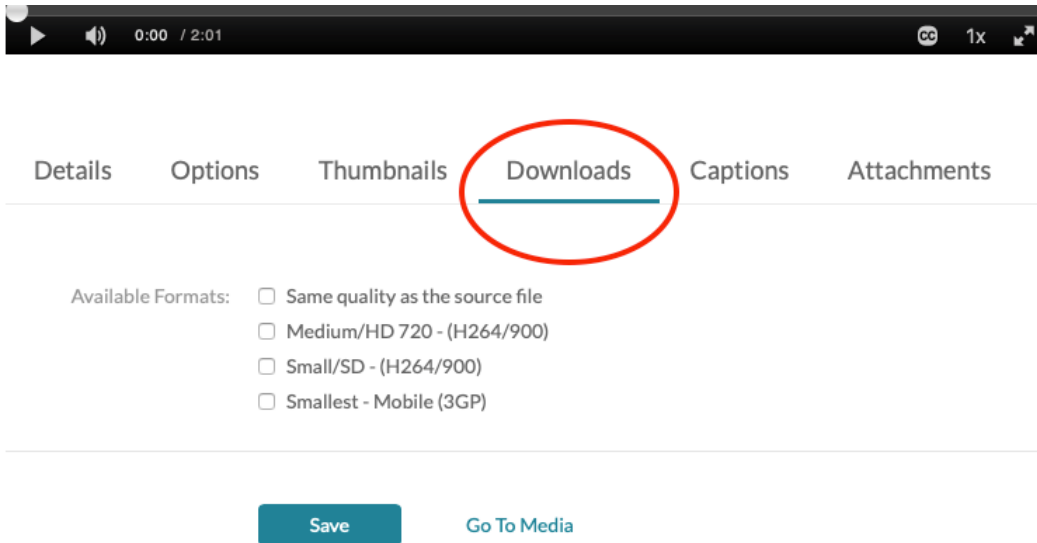 0:00 / 2:01 CC 1x
Details Options Thumbnails Downloads Captions Attachments
Available Formats: Same quality as the source file
Medium/HD 720 - (H264/900)
Small/SD - (H264/900)
Smallest - Mobile (3GP)
Save Go To Media